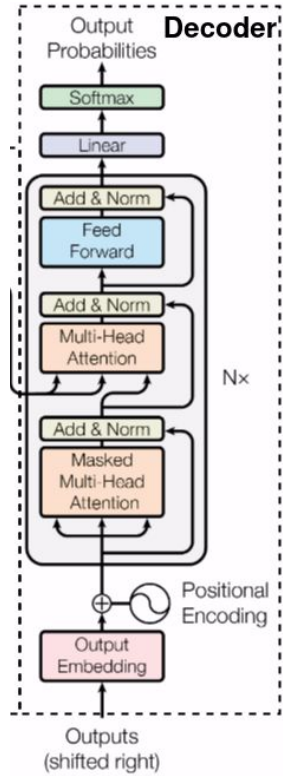 Decoder
Output
Probabilities
Softmax
Linear
Add & Norm
Feed
Forward
Add & Norm
Multi-Head
Attention
N×
Add & Norm
Masked
Multi-Head
Attention
Positional
Encoding
Output
Embedding
Outputs
(shifted right)